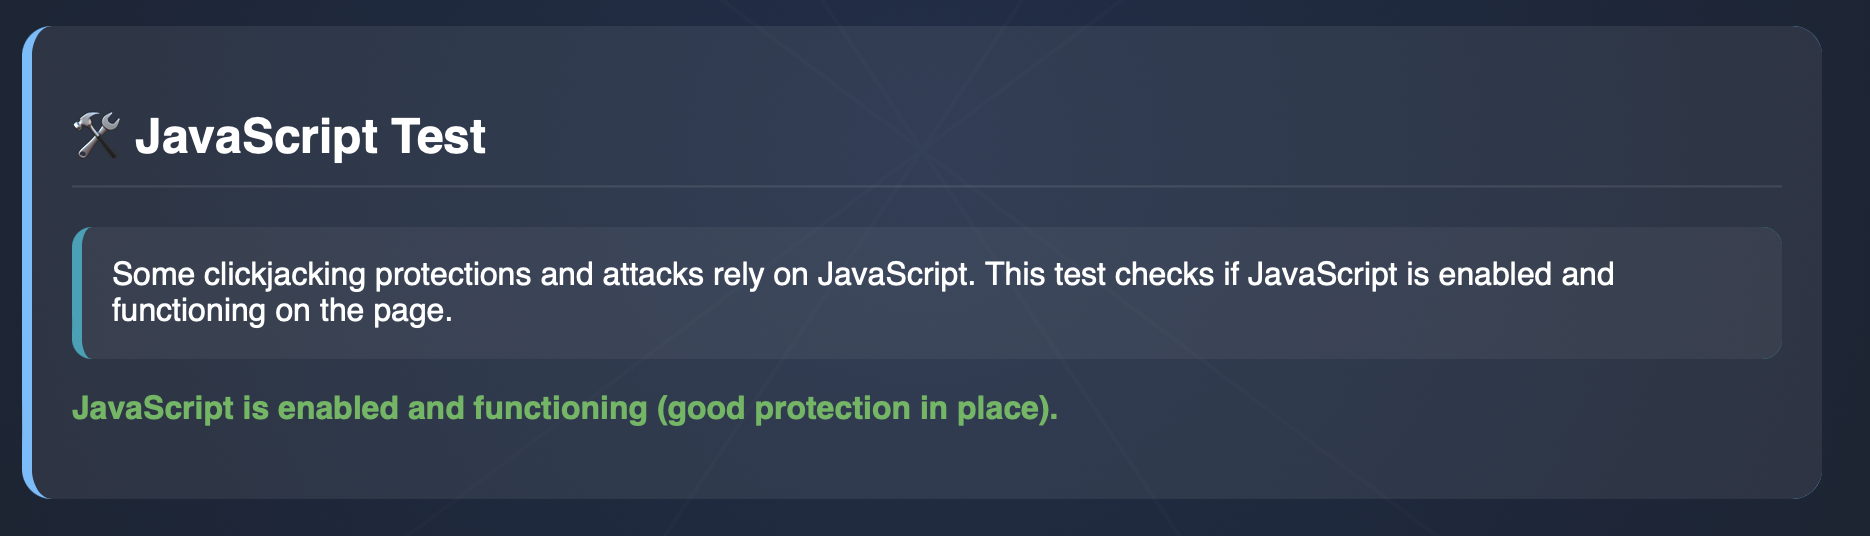 🛠 JavaScript Test
Some clickjacking protections and attacks rely on JavaScript. This test checks if JavaScript is enabled and
functioning on the page.
JavaScript is enabled and functioning (good protection in place).